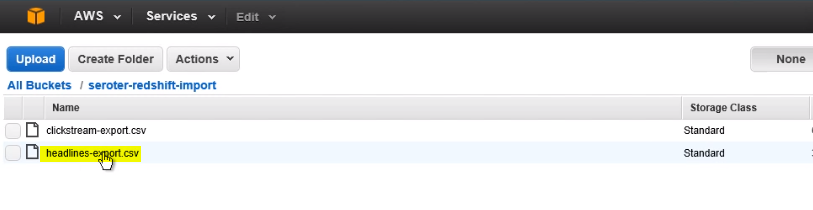 AWS Services Edit
Upload Create Folder Actions None
All Buckets / seroter-redshift-import
Name Storage Class
clickstream-export.csv Standard
headlines-export.csv Standard